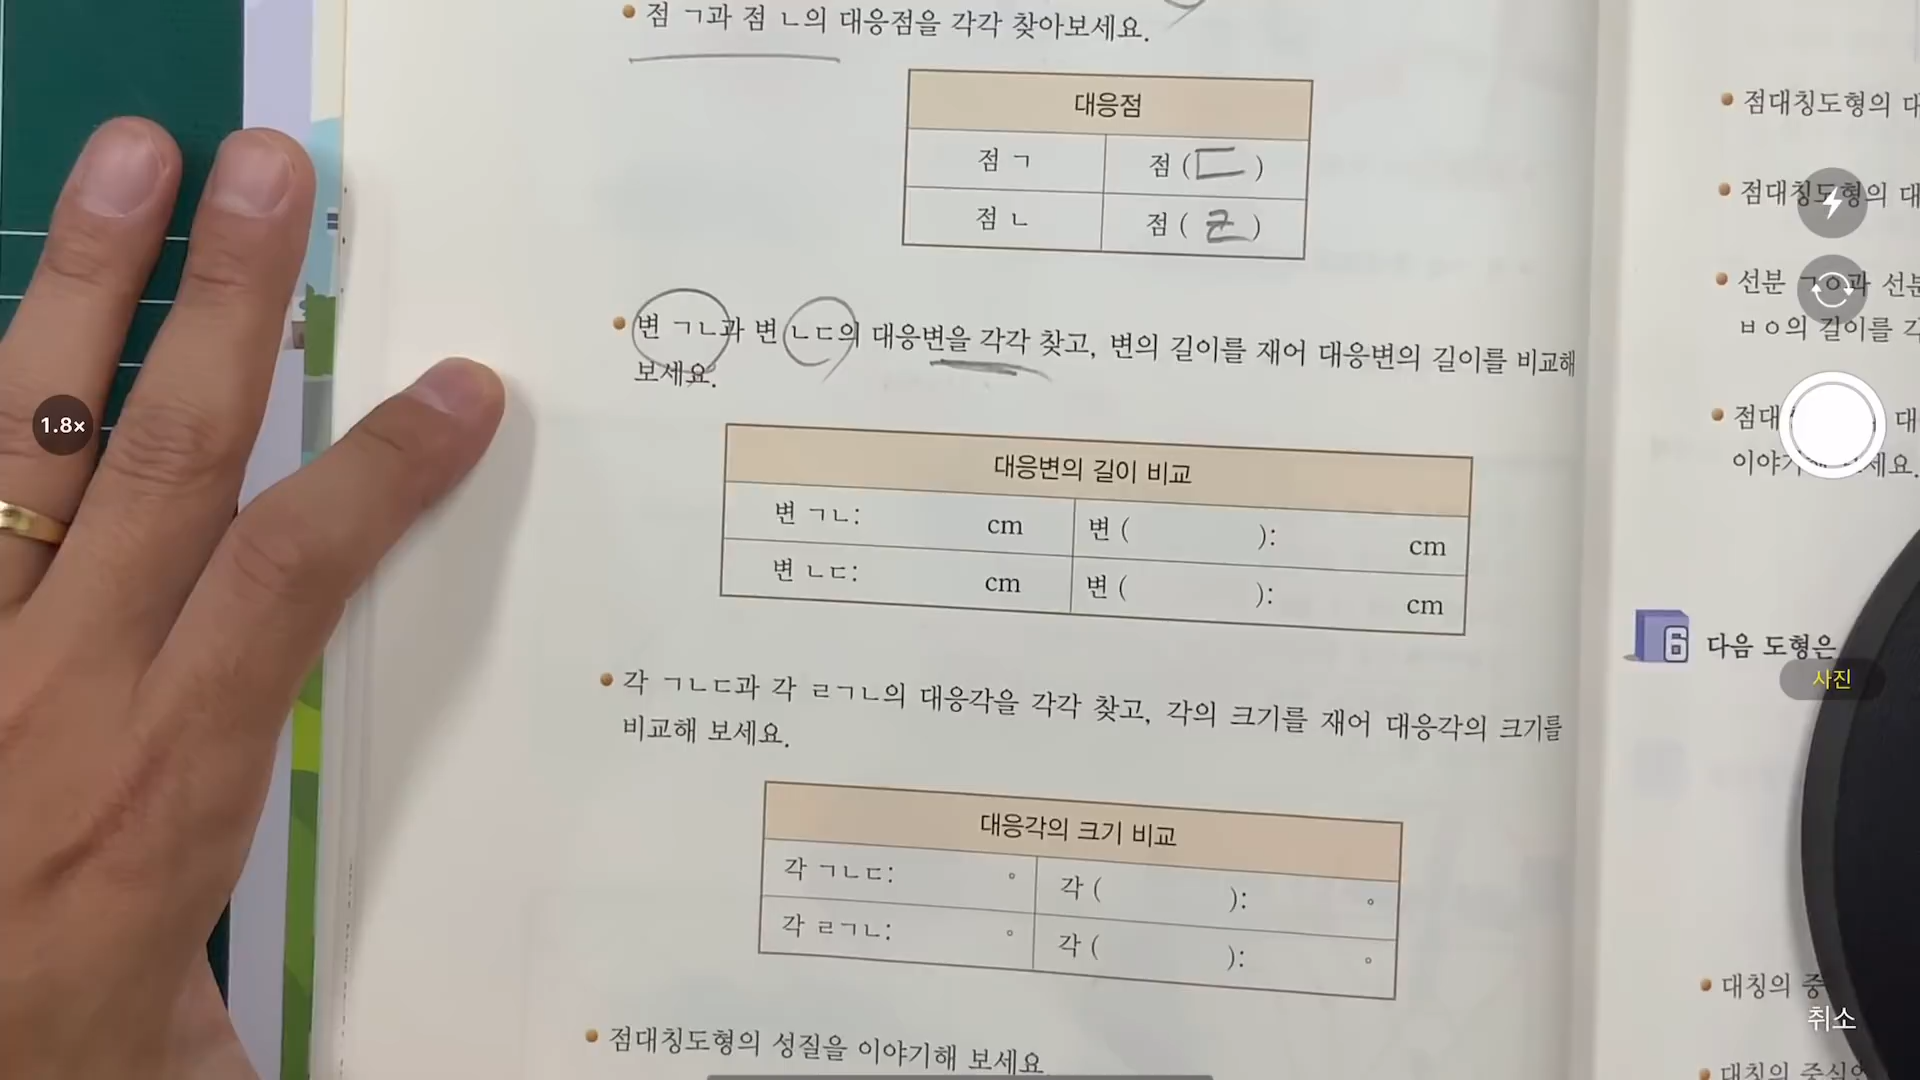 점 ㄱ과 점 ㄴ의 대응점을 각각 찾아보세요.
대응점
점 ㄱ 점 (ㄷ)
점 ㄴ 점 (ㄹ)
변 ㄱㄴ과 변 ㄴㄷ의 대응변을 각각 찾고, 변의 길이를 재어 대응변의 길이를 비교해
보세요.
대응변의 길이 비교
변 ㄱㄴ: cm 변 ( ): cm
변 ㄴㄷ: cm 변 ( ): cm
각 ㄱㄴㄷ과 각 ㄹㄱㄴ의 대응각을 각각 찾고, 각의 크기를 재어 대응각의 크기를
비교해 보세요.
대응각의 크기 비교
각 ㄱㄴㄷ: ° 각 ( ): °
각 ㄹㄱㄴ: ° 각 ( ): °
점대칭도형의 성질을 이야기해 보세요
점대칭도형의
점대칭도형의
선분 ㄱㅇ과
ㅂㅇ의 길이를
6 다음 도형은
대칭의
1.8×
사진
취소